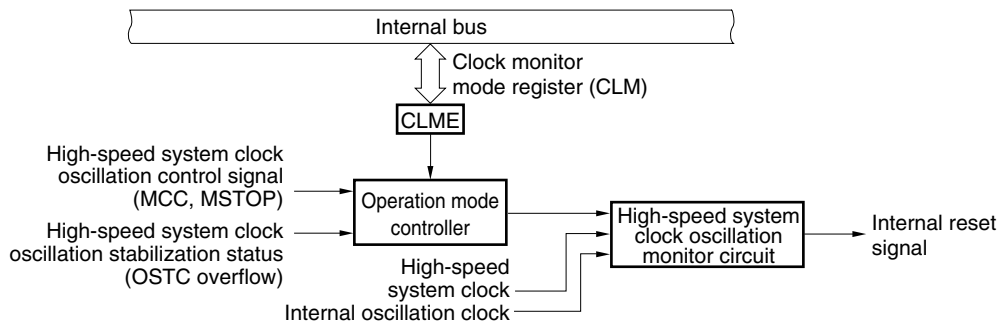 Internal bus
Clock monitor
mode register (CLM)
CLME
High-speed system clock
oscillation control signal
(MCC, MSTOP)
Operation mode
controller
High-speed system clock
oscillation stabilization status
(OSTC overflow)
High-speed system
clock oscillation
monitor circuit
Internal reset
signal
High-speed
system clock
Internal oscillation clock